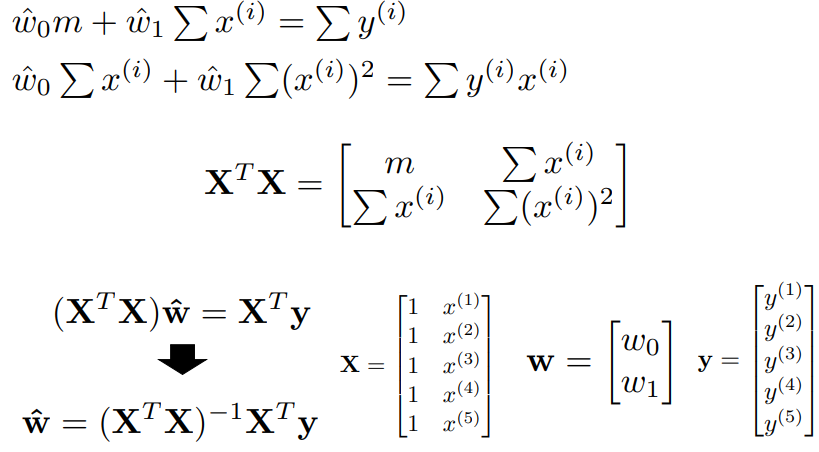 ŵ₀m + ŵ₁ ∑ x⁽ⁱ⁾ = ∑ y⁽ⁱ⁾
ŵ₀ ∑ x⁽ⁱ⁾ + ŵ₁ ∑(x⁽ⁱ⁾)² = ∑ y⁽ⁱ⁾x⁽ⁱ⁾
XᵀX = [m ∑ x⁽ⁱ⁾
∑ x⁽ⁱ⁾ ∑(x⁽ⁱ⁾)²]
(XᵀX)ŵ = Xᵀy
ŵ = (XᵀX)⁻¹Xᵀy
X = [1 x⁽¹⁾
1 x⁽²⁾
1 x⁽³⁾
1 x⁽⁴⁾
1 x⁽⁵⁾]
w = [w₀
w₁]
y = [y⁽¹⁾
y⁽²⁾
y⁽³⁾
y⁽⁴⁾
y⁽⁵⁾]